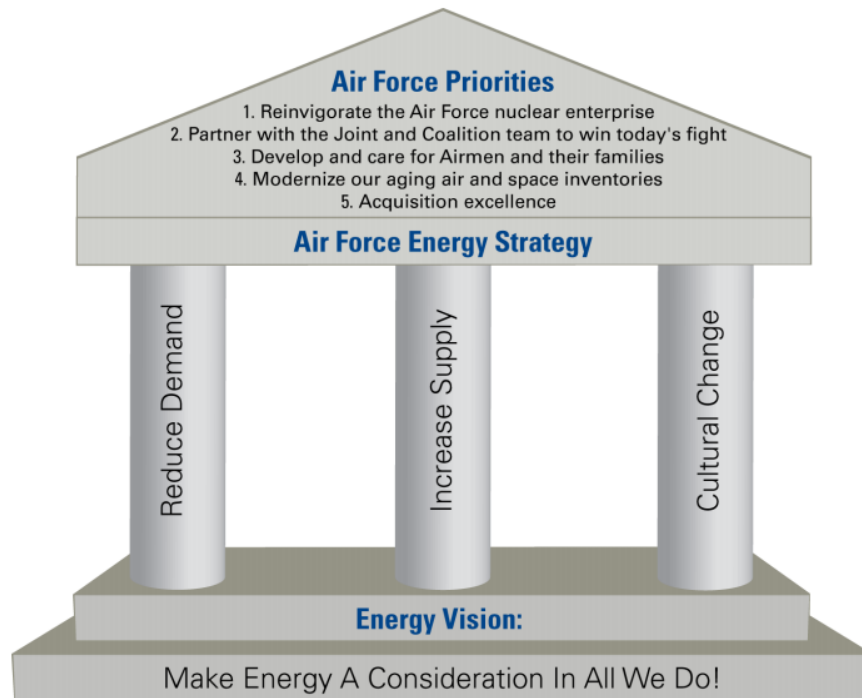 Air Force Priorities
1. Reinvigorate the Air Force nuclear enterprise
2. Partner with the Joint and Coalition team to win today's fight
3. Develop and care for Airmen and their families
4. Modernize our aging air and space inventories
5. Acquisition excellence
Air Force Energy Strategy
Reduce Demand
Increase Supply
Cultural Change
Energy Vision:
Make Energy A Consideration In All We Do!